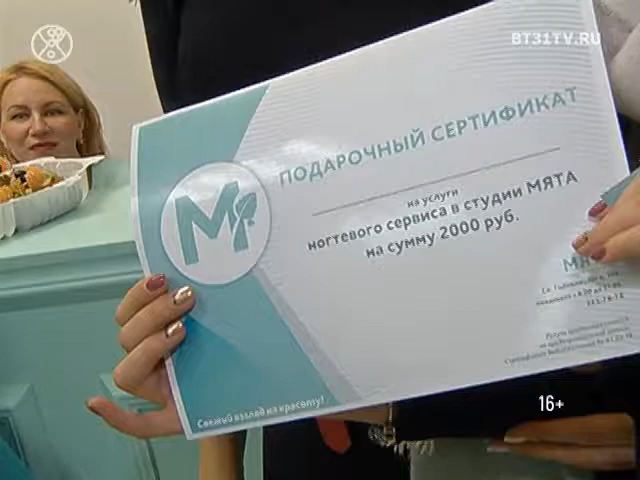 BT31TV.RU
ПОДАРОЧНЫЙ СЕРТИФИКАТ
на услуги
ногтевого сервиса в студии МЯТА
на сумму 2000 руб.
Свежий взгляд на красоту!
16+